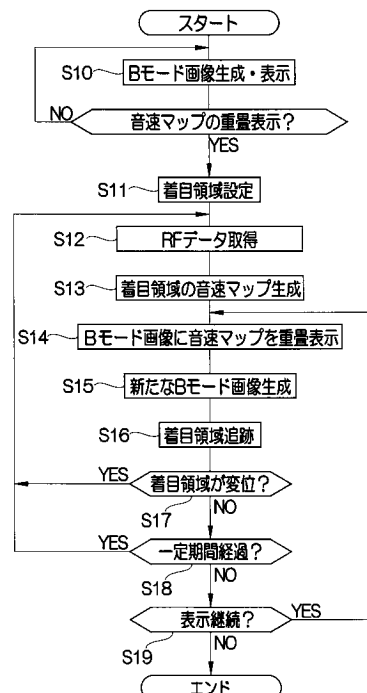 スタート
S10
Bモード画像生成・表示
NO
音速マップの重畳表示?
YES
S11
着目領域設定
S12
RFデータ取得
S13
着目領域の音速マップ生成
S14
Bモード画像に音速マップを重畳表示
S15
新たなBモード画像生成
S16
着目領域追跡
YES
着目領域が変位?
S17
NO
YES
一定期間経過?
S18
NO
表示継続?
YES
S19
NO
エンド